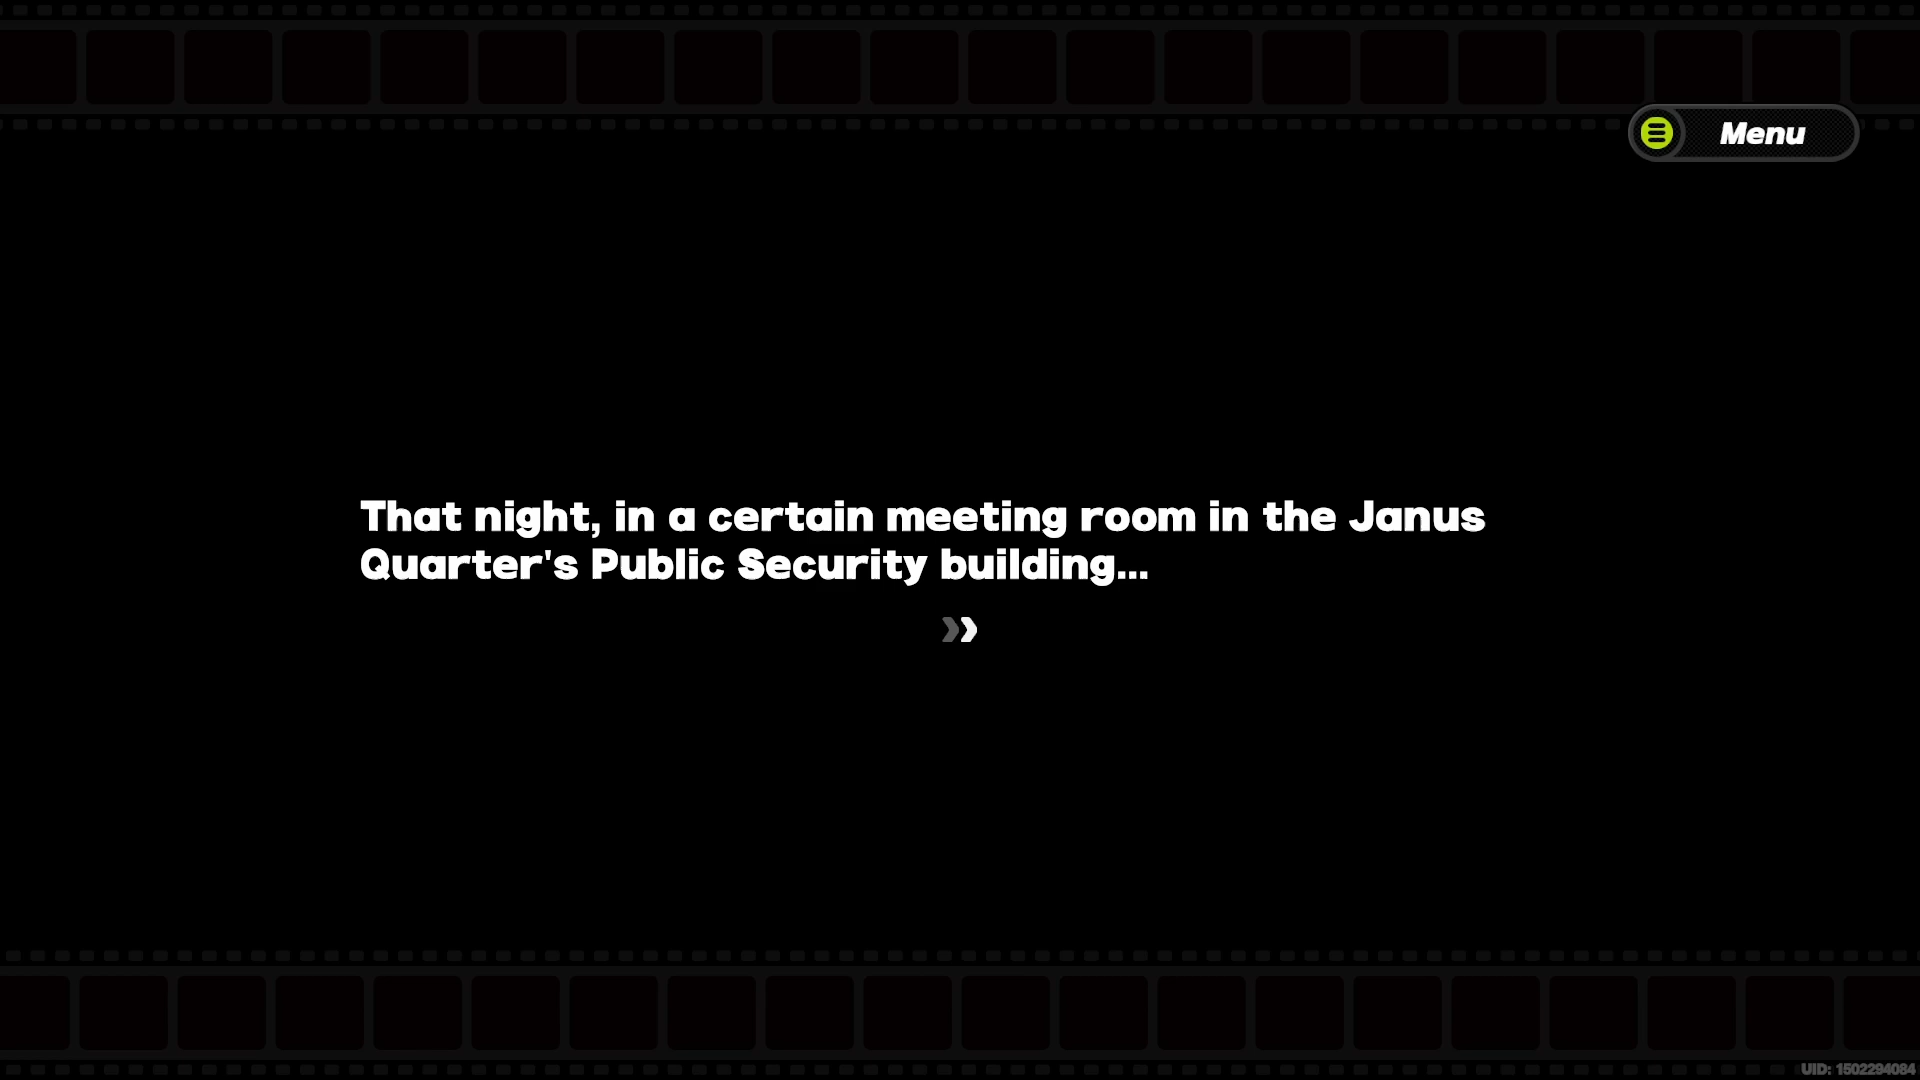 Menu
That night, in a certain meeting room in the Janus
Quarter's Public Security building...
UID: 1502294084